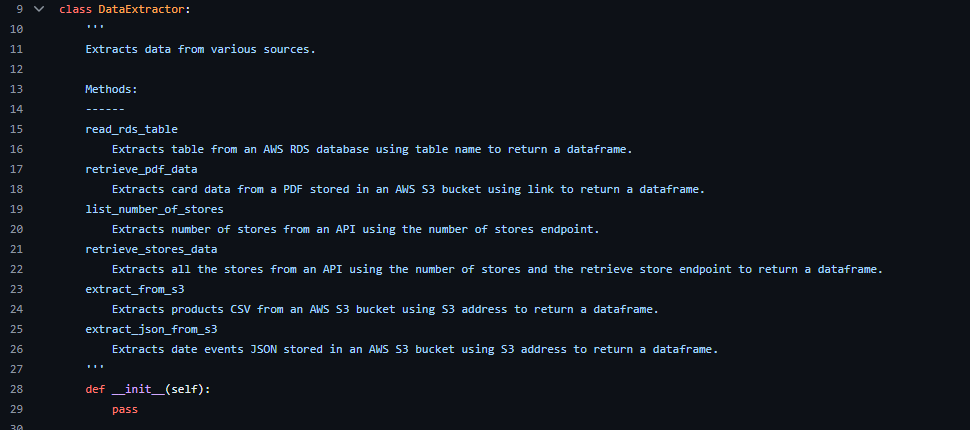 9 class DataExtractor:
10 '''
11 Extracts data from various sources.
12
13 Methods:
14 ------
15 read_rds_table
16 Extracts table from an AWS RDS database using table name to return a dataframe.
17 retrieve_pdf_data
18 Extracts card data from a PDF stored in an AWS S3 bucket using link to return a dataframe.
19 list_number_of_stores
20 Extracts number of stores from an API using the number of stores endpoint.
21 retrieve_stores_data
22 Extracts all the stores from an API using the number of stores and the retrieve store endpoint to return a dataframe.
23 extract_from_s3
24 Extracts products CSV from an AWS S3 bucket using S3 address to return a dataframe.
25 extract_json_from_s3
26 Extracts date events JSON stored in an AWS S3 bucket using S3 address to return a dataframe.
27 '''
28 def __init__(self):
29 pass
30